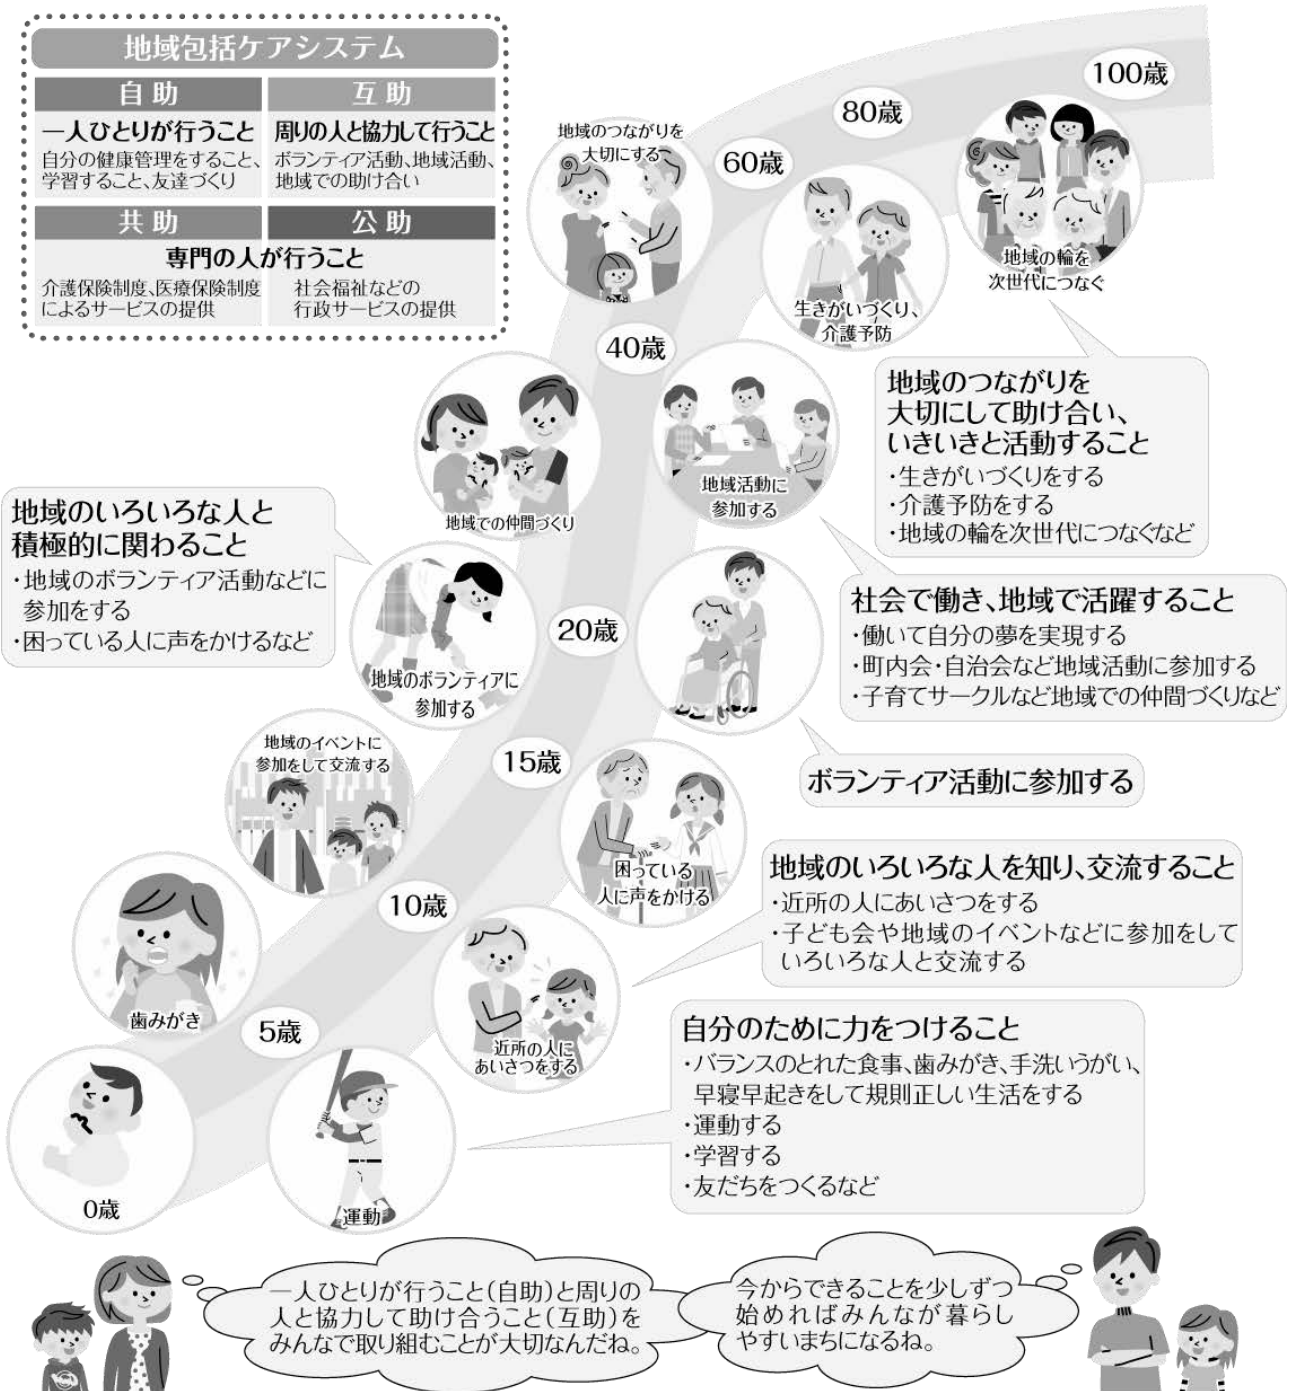 地域包括ケアシステム
自助
一人ひとりが行うこと
自分の健康管理をすること、
学習すること、友達づくり
互助
周りの人と協力して行うこと
ボランティア活動、地域活動、
地域での助け合い
共助
公助
専門の人が行うこと
介護保険制度、医療保険制度
によるサービスの提供
社会福祉などの
行政サービスの提供
100歳
80歳
60歳
地域のつながりを
大切にする
生きがいづくり、
介護予防
地域の輪を
次世代につなぐ
40歳
地域のつながりを
大切にして助け合い、
いきいきと活動すること
・生きがいづくりをする
・介護予防をする
・地域の輪を次世代につなぐなど
地域での仲間づくり
地域活動に
参加する
地域のいろいろな人と
積極的に関わること
・地域のボランティア活動などに
参加をする
・困っている人に声をかけるなど
社会で働き、地域で活躍すること
・働いて自分の夢を実現する
・町内会・自治会など地域活動に参加する
・子育てサークルなど地域での仲間づくりなど
20歳
地域のボランティアに
参加する
ボランティア活動に参加する
15歳
地域のイベントに
参加をして交流する
困っている
人に声をかける
地域のいろいろな人を知り、交流すること
・近所の人にあいさつをする
・子ども会や地域のイベントなどに参加をして
いろいろな人と交流する
10歳
歯みがき
近所の人に
あいさつをする
5歳
自分のために力をつけること
・バランスのとれた食事、歯みがき、手洗いうがい、
早寝早起きをして規則正しい生活をする
・運動する
・学習する
・友だちをつくるなど
0歳
運動
一人ひとりが行うこと(自助)と周りの
人と協力して助け合うこと(互助)を
みんなで取り組むことが大切なんだね。
今からできることを少しずつ
始めればみんなが暮らし
やすいまちになるね。